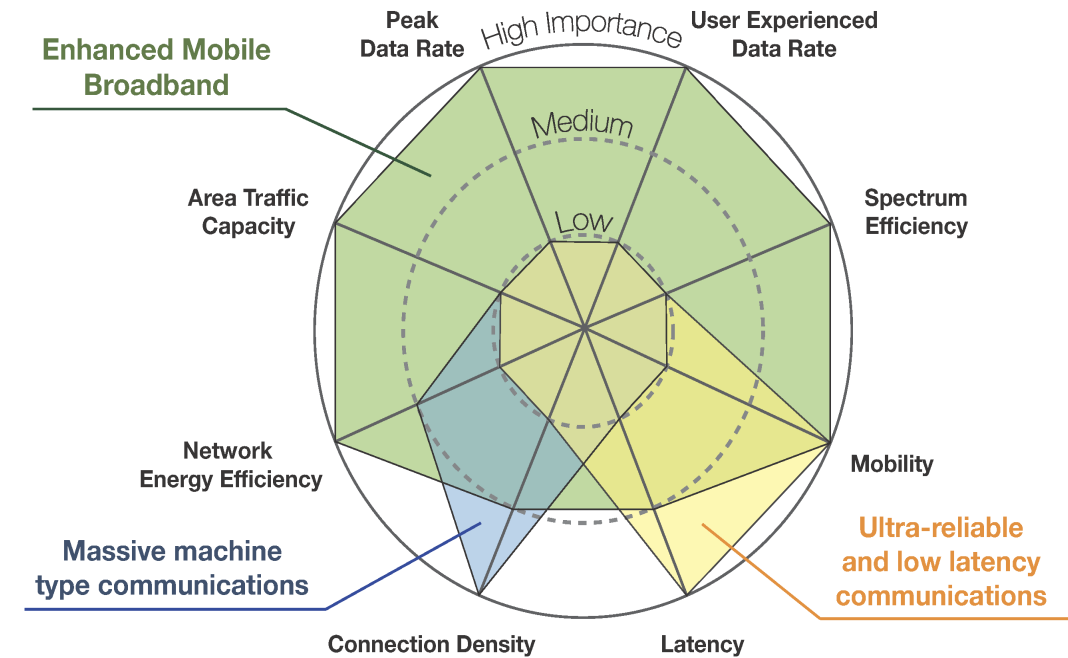 Peak
Data Rate
High Importance
User Experienced
Data Rate
Enhanced Mobile
Broadband
Medium
Area Traffic
Capacity
Low
Spectrum
Efficiency
Network
Energy Efficiency
Mobility
Massive machine
type communications
Ultra-reliable
and low latency
communications
Connection Density
Latency